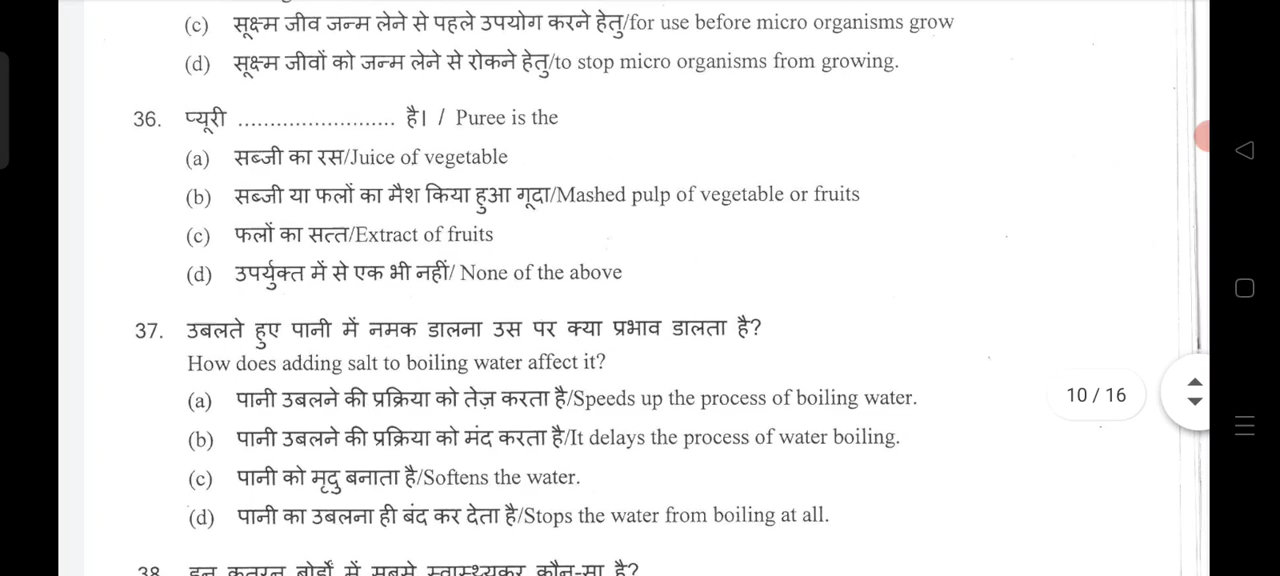 (c) सूक्ष्म जीव जन्म लेने से पहले उपयोग करने हेतु/for use before micro organisms grow
(d) सूक्ष्म जीवों को जन्म लेने से रोकने हेतु/to stop micro organisms from growing.
36. प्यूरी ......................... है। / Puree is the
(a) सब्जी का रस/Juice of vegetable
(b) सब्जी या फलों का मैश किया हुआ गूदा/Mashed pulp of vegetable or fruits
(c) फलों का सत्त/Extract of fruits
(d) उपर्युक्त में से एक भी नहीं/ None of the above
37. उबलते हुए पानी में नमक डालना उस पर क्या प्रभाव डालता है?
How does adding salt to boiling water affect it?
(a) पानी उबलने की प्रक्रिया को तेज़ करता है/Speeds up the process of boiling water.
10 / 16
(b) पानी उबलने की प्रक्रिया को मंद करता है/It delays the process of water boiling.
(c) पानी को मृदु बनाता है/Softens the water.
(d) पानी का उबलना ही बंद कर देता है/Stops the water from boiling at all.
38. इन कतरन बोर्डों में सबसे स्वास्थ्यकर कौन-सा है?